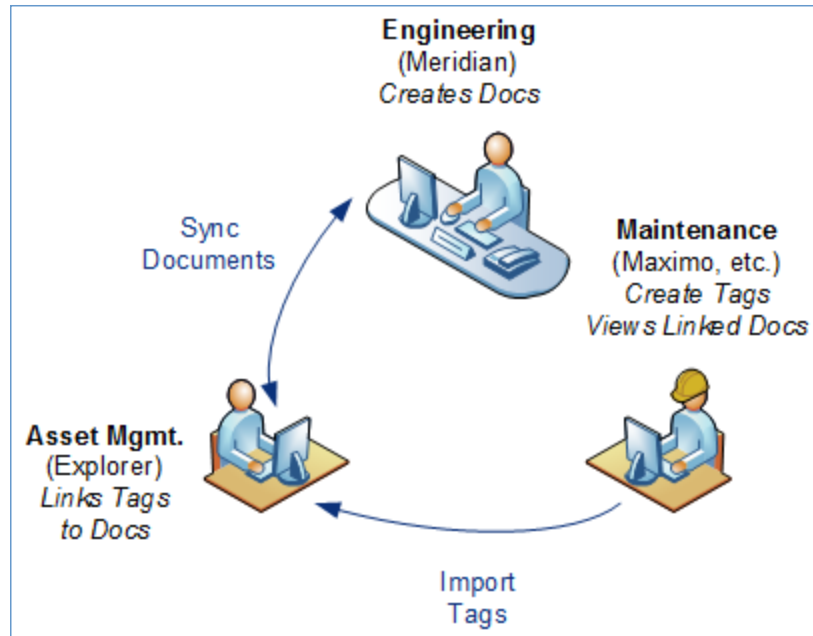 Engineering
(Meridian)
Creates Docs
Sync
Documents
Maintenance
(Maximo, etc.)
Create Tags
Views Linked Docs
Asset Mgmt.
(Explorer)
Links Tags
to Docs
Import
Tags